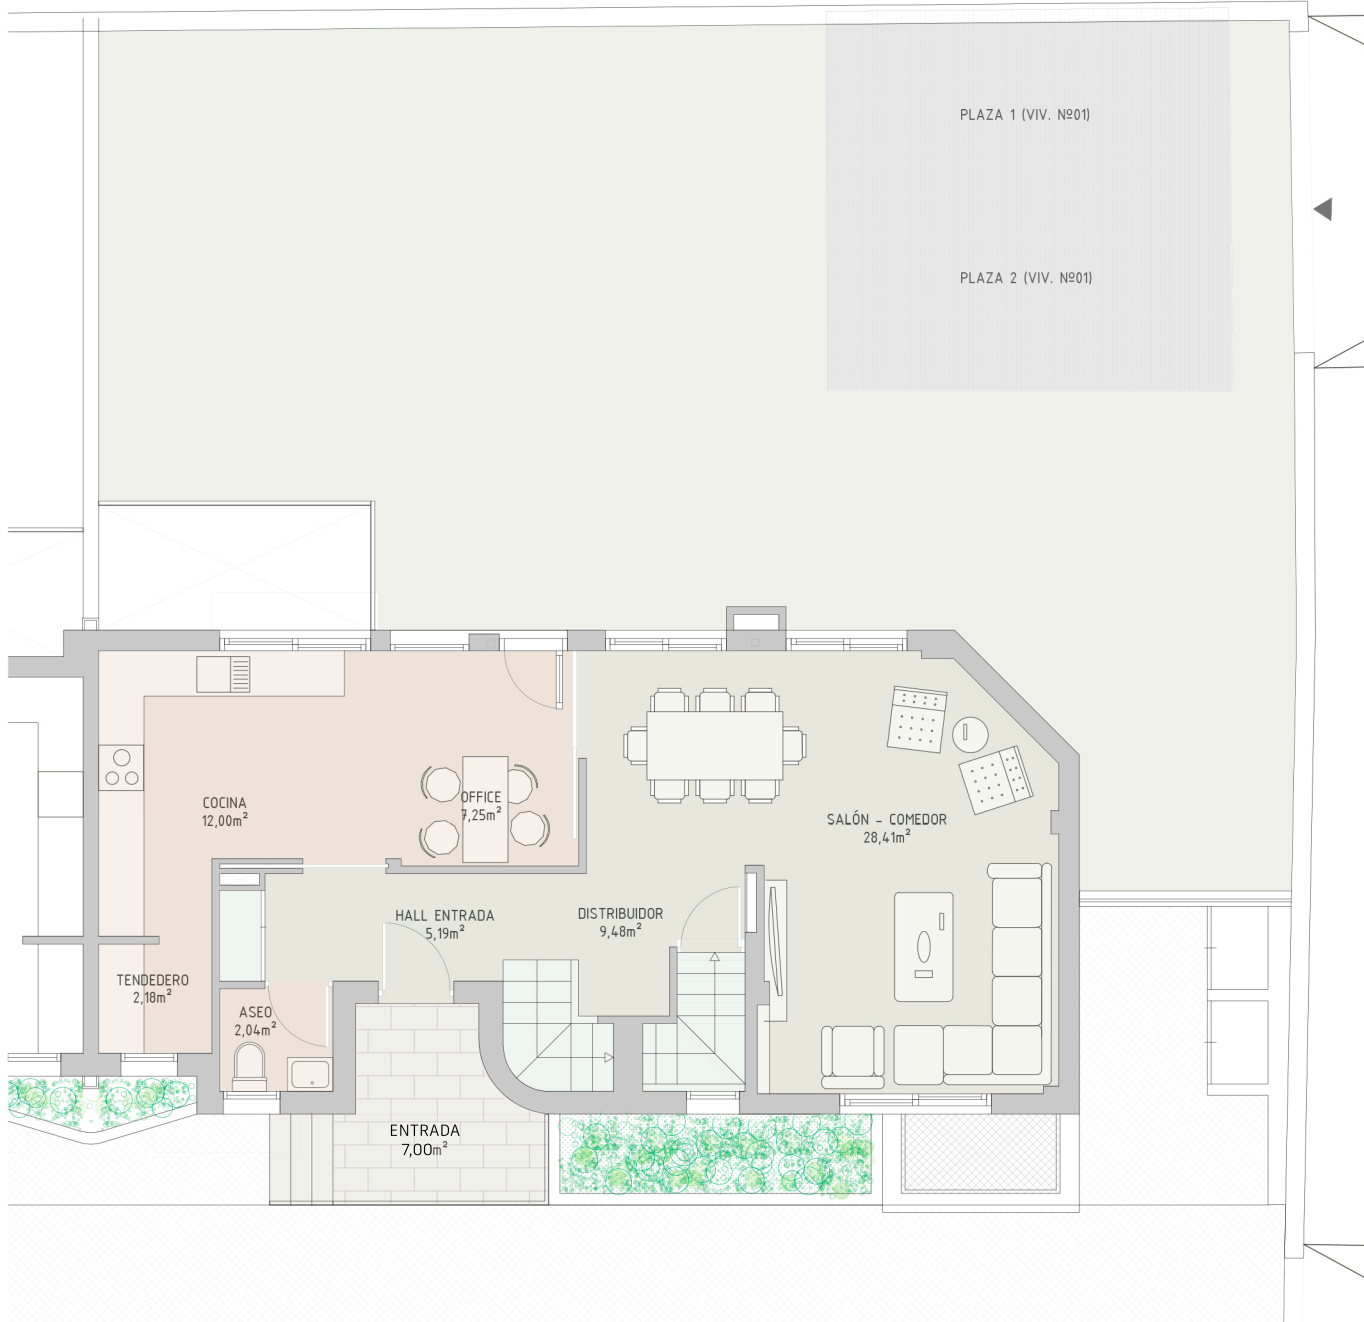 PLAZA 1 (VIV. Nº01)
PLAZA 2 (VIV. Nº01)
COCINA
12,00m²
OFFICE
7,25m²
SALÓN - COMEDOR
28,41m²
HALL ENTRADA
5,19m²
DISTRIBUIDOR
9,48m²
TENDEDERO
2,18m²
ASEO
2,04m²
ENTRADA
7,00m²